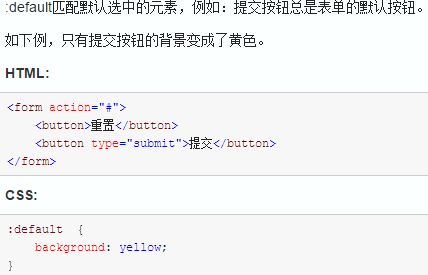 :default匹配默认选中的元素，例如：提交按钮总是表单的默认按钮。
如下例，只有提交按钮的背景变成了黄色。
HTML:
<form action="#">
    <button>重置</button>
    <button type="submit">提交</button>
</form>
CSS:
:default  {
    background: yellow;
}